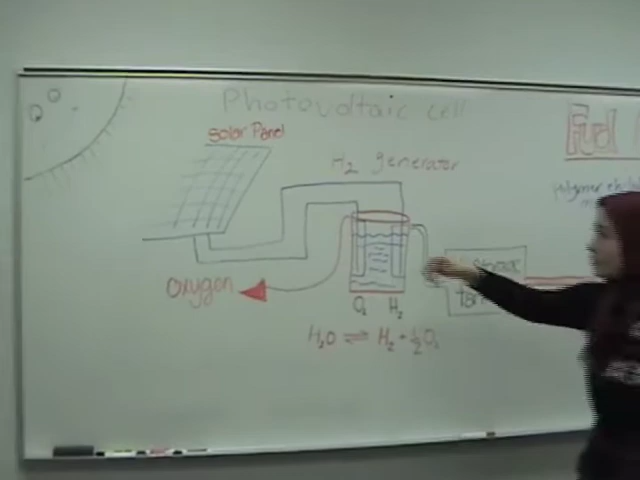 Photovoltaic cell
Solar Panel
Fuel
H₂ generator
Oxygen
O₂ H₂
H₂O ⇌ H₂ + ½O₂